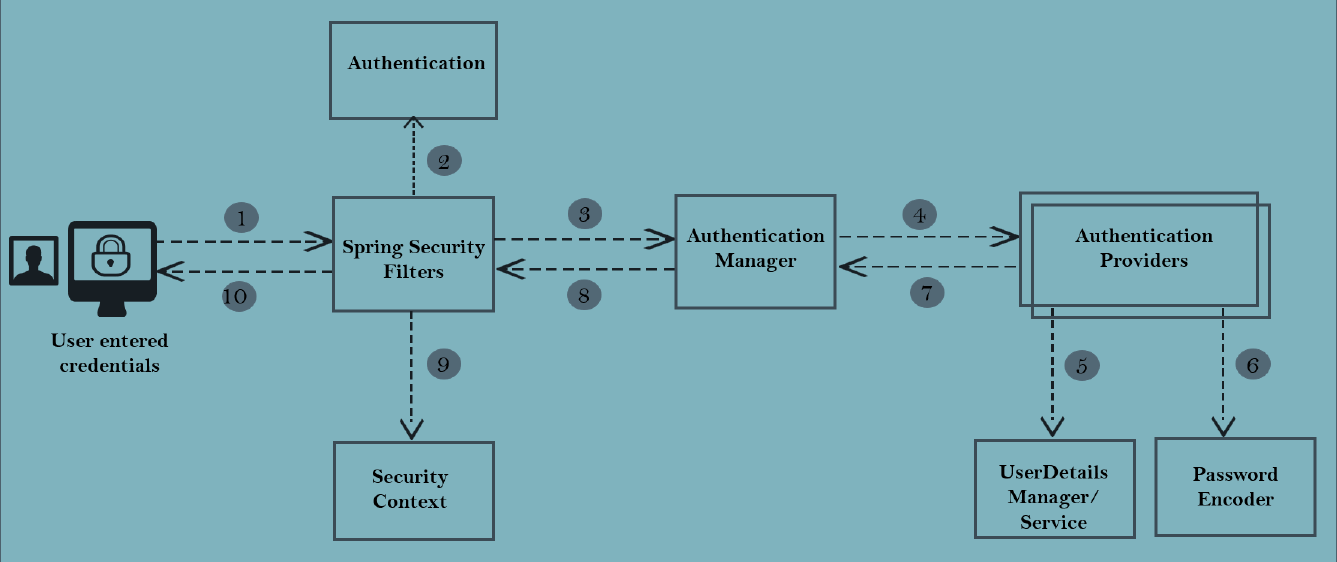 Authentication
2
1
3
4
Spring Security
Filters
Authentication
Manager
Authentication
Providers
10
8
7
User entered
credentials
9
5
6
Security
Context
UserDetails
Manager/
Service
Password
Encoder